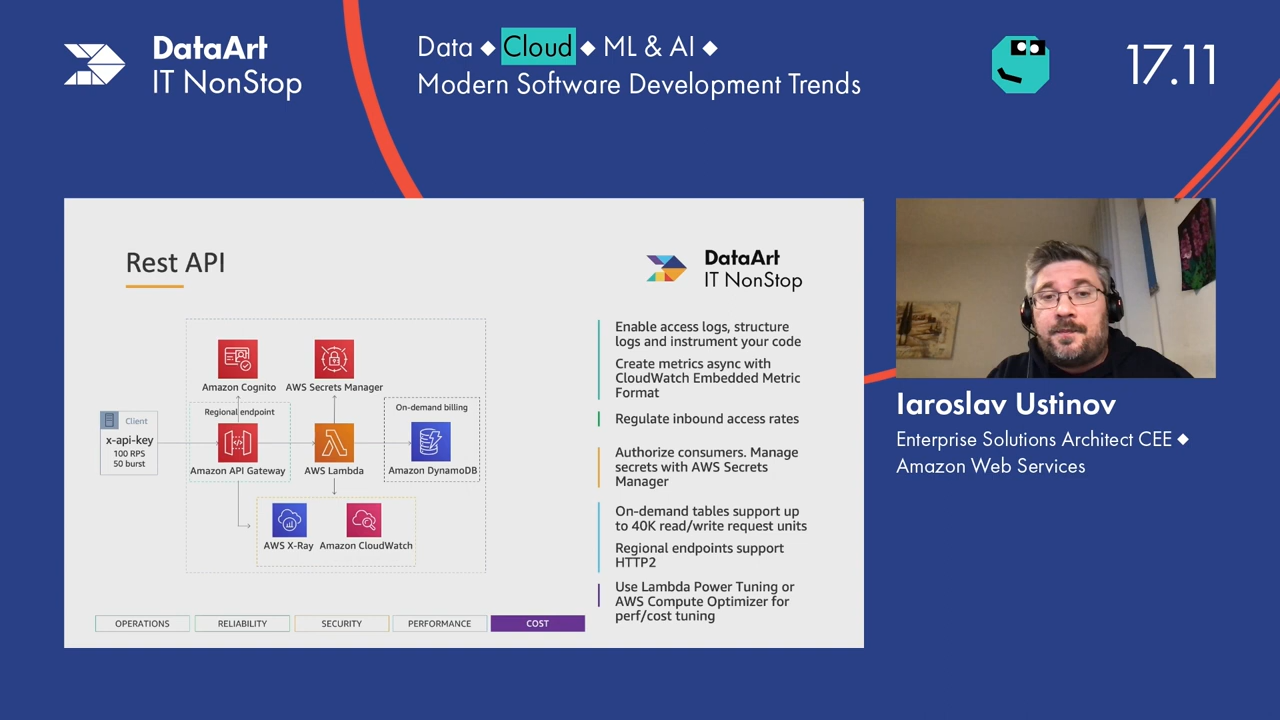 DataArt
IT NonStop
Data ◆ Cloud ◆ ML & AI ◆
Modern Software Development Trends
17.11
Rest API
DataArt
IT NonStop
Amazon Cognito
AWS Secrets Manager
Regional endpoint
On-demand billing
Client
x-api-key
100 RPS
50 burst
Amazon API Gateway
AWS Lambda
Amazon DynamoDB
AWS X-Ray
Amazon CloudWatch
OPERATIONS
RELIABILITY
SECURITY
PERFORMANCE
COST
Enable access logs, structure
logs and instrument your code
Create metrics async with
CloudWatch Embedded Metric
Format
Regulate inbound access rates
Authorize consumers. Manage
secrets with AWS Secrets
Manager
On-demand tables support up
to 40K read/write request units
Regional endpoints support
HTTP2
Use Lambda Power Tuning or
AWS Compute Optimizer for
perf/cost tuning
Iaroslav Ustinov
Enterprise Solutions Architect CEE ◆
Amazon Web Services